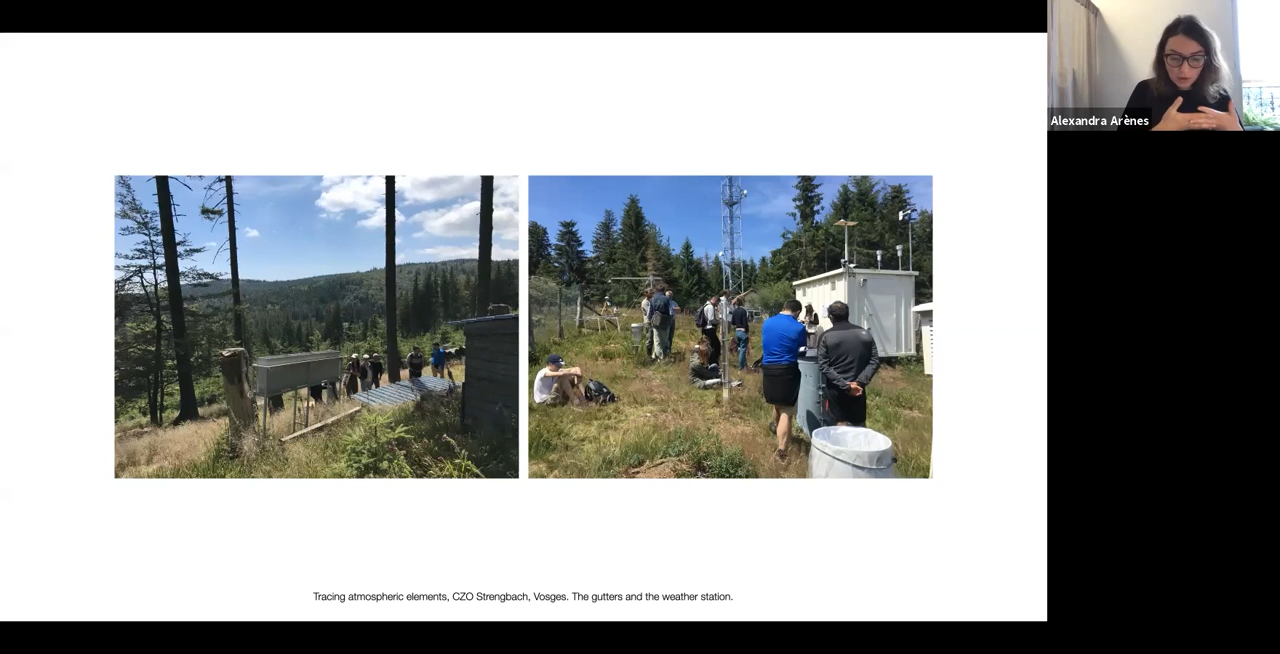 Alexandra Arènes
Tracing atmospheric elements, CZO Strengbach, Vosges. The gutters and the weather station.